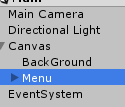 Main Camera
Directional Light
Canvas
BackGround
Menu
EventSystem